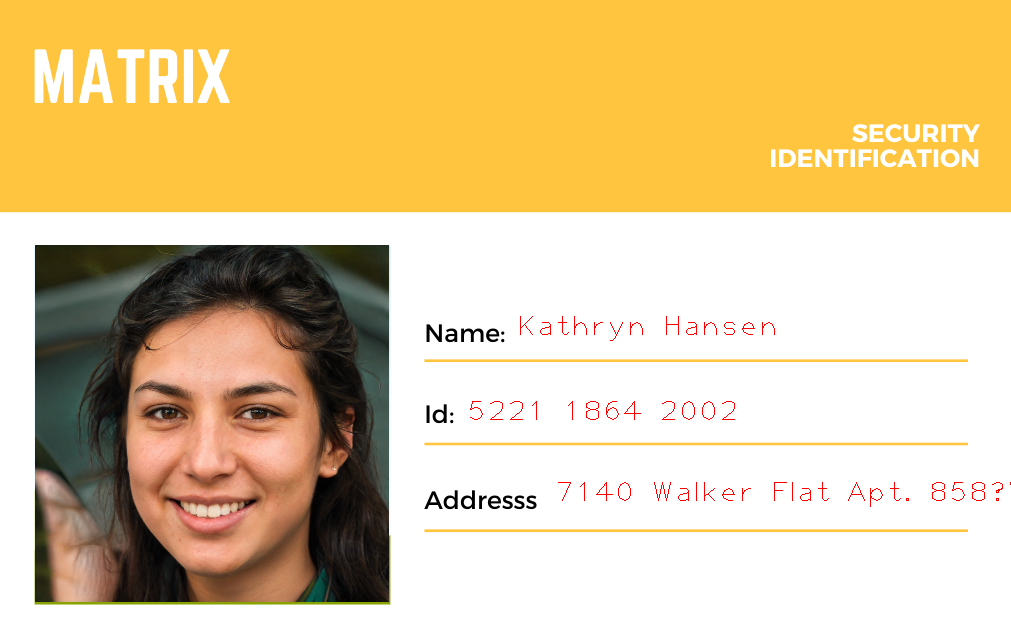 MATRIX
SECURITY
IDENTIFICATION
Name: Kathryn Hansen
Id: 5221 1864 2002
Addresss 7140 Walker Flat Apt. 858?